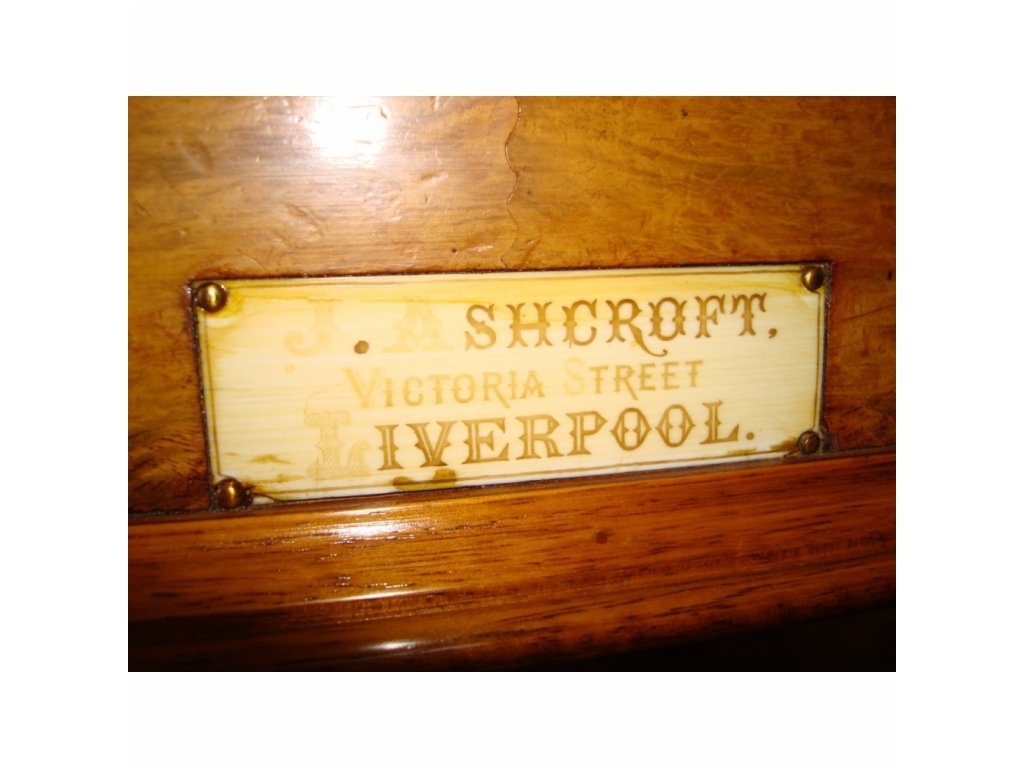 J. ASHCROFT,
VICTORIA STREET
LIVERPOOL.